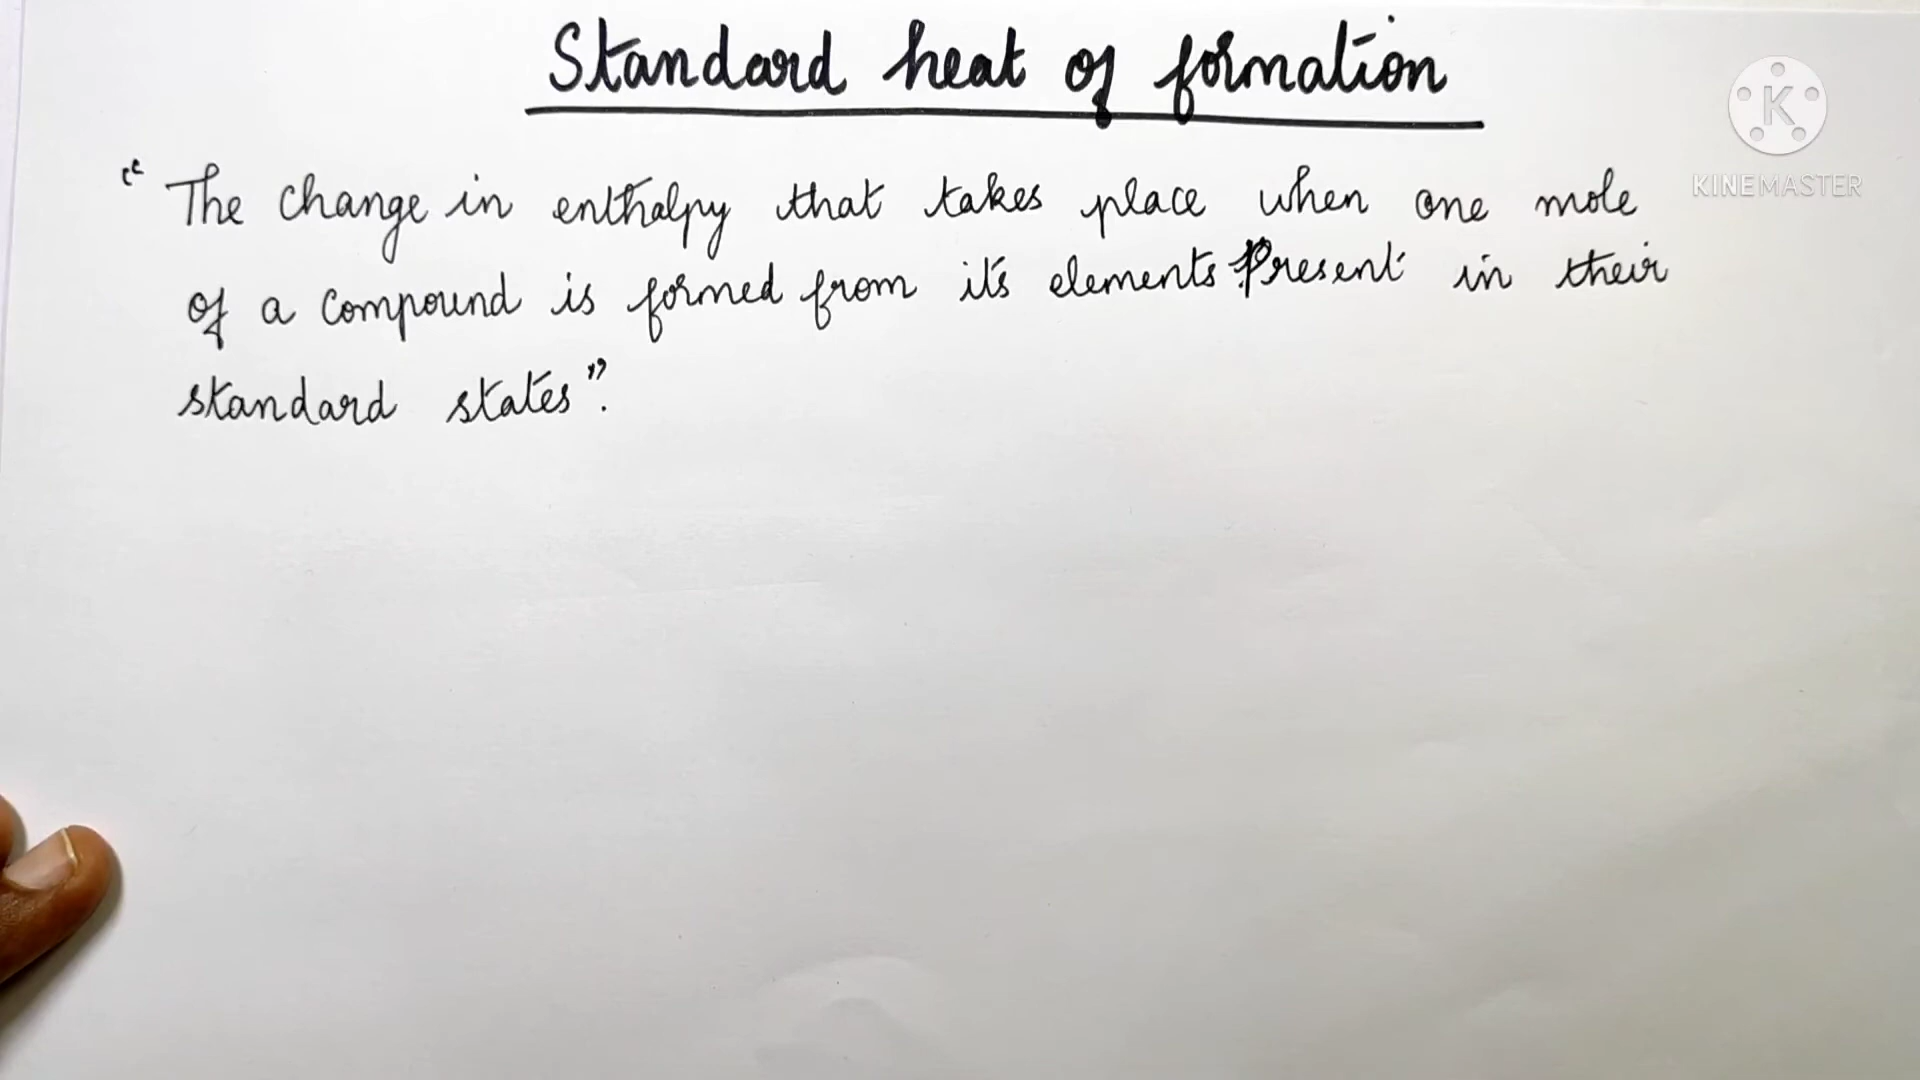 Standard heat of formation
K
KINEMASTER
“The change in enthalpy that takes place when one mole
of a compound is formed from it's elements Present in their
standard states”.